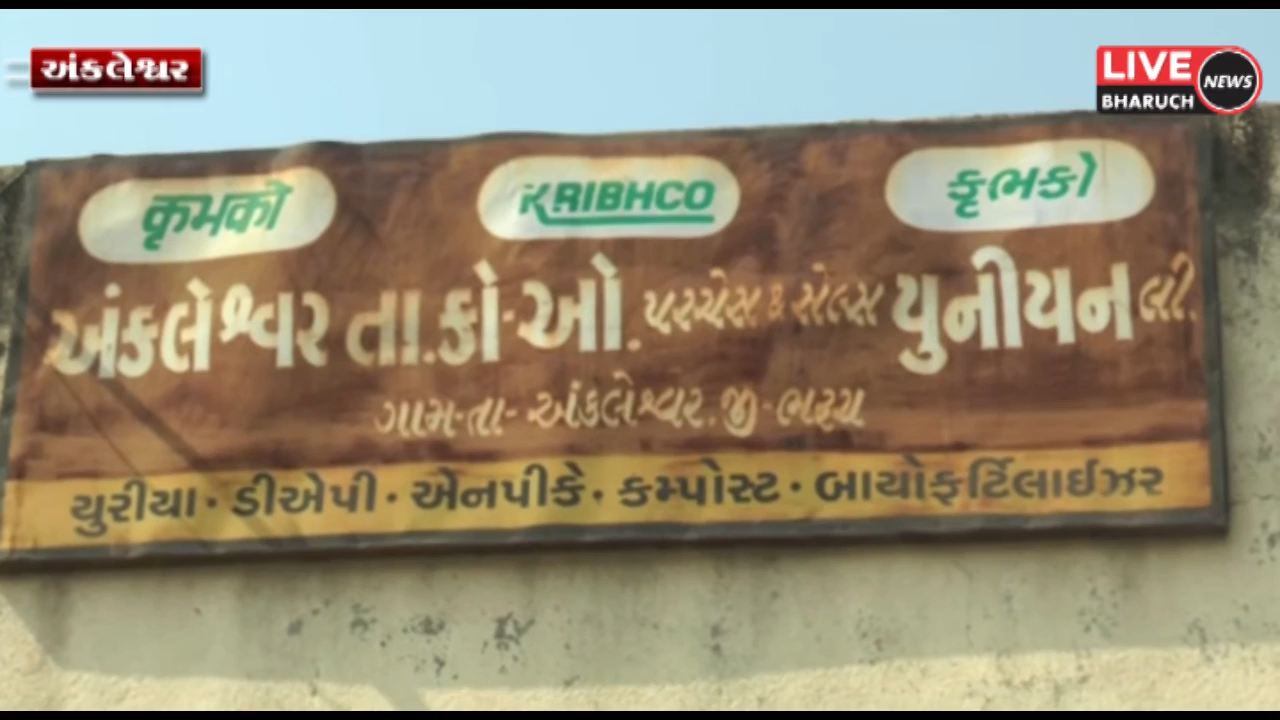 અંકલેશ્વર
LIVE
BHARUCH
NEWS
कृभको KRIBHCO કૃભકો
અંકલેશ્વર તા.કો-ઓ. પરચેસ & સેલ્સ યુનીયન લી.
ગામ-તા- અંકલેશ્વર. જી-ભરૂચ
યુરીયા · ડીએપી · એનપીકે · કમ્પોસ્ટ · બાયોફર્ટિલાઈઝર